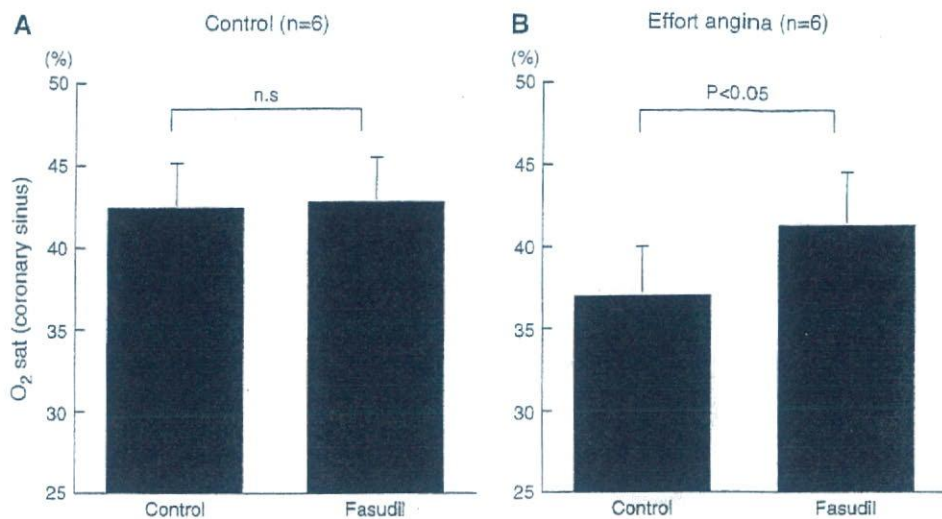 A Control (n=6)
(%)
50
45
40
35
30
25
O2 sat (coronary sinus)
n.s
Control Fasudil
B Effort angina (n=6)
(%)
50
45
40
35
30
25
P<0.05
Control Fasudil